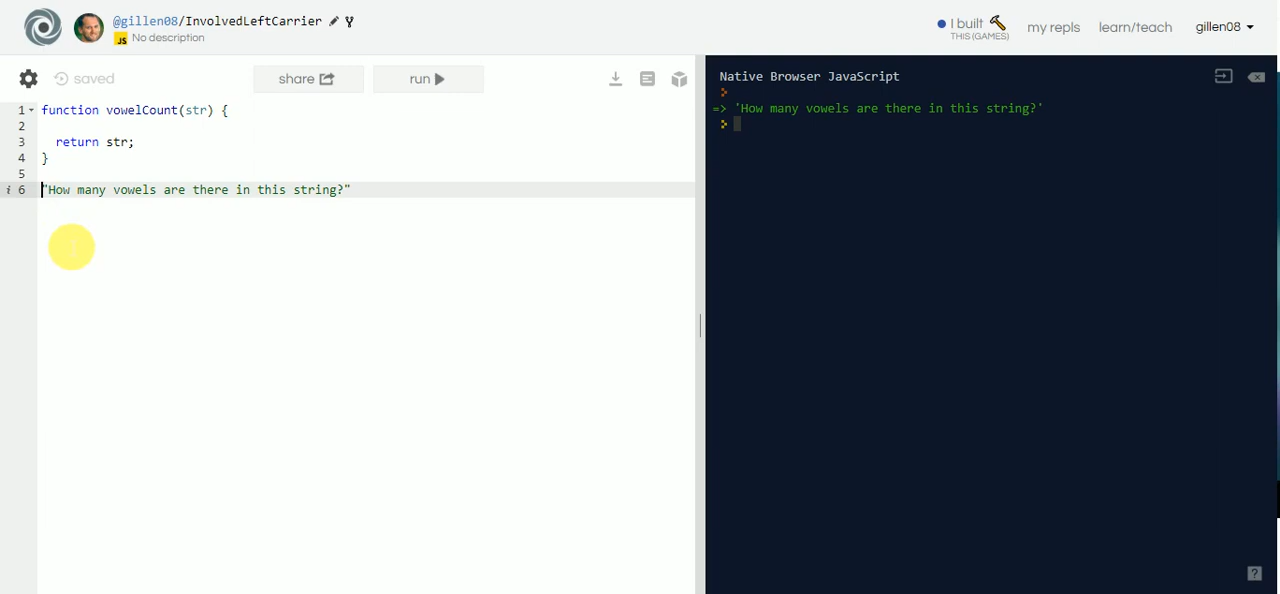 @gillen08/InvolvedLeftCarrier
JS No description
I built
THIS (GAMES)
my repls
learn/teach
gillen08
saved
share
run
1 function vowelCount(str) {
2
3 return str;
4 }
5
i 6 "How many vowels are there in this string?"
Native Browser JavaScript
=> 'How many vowels are there in this string?'
?